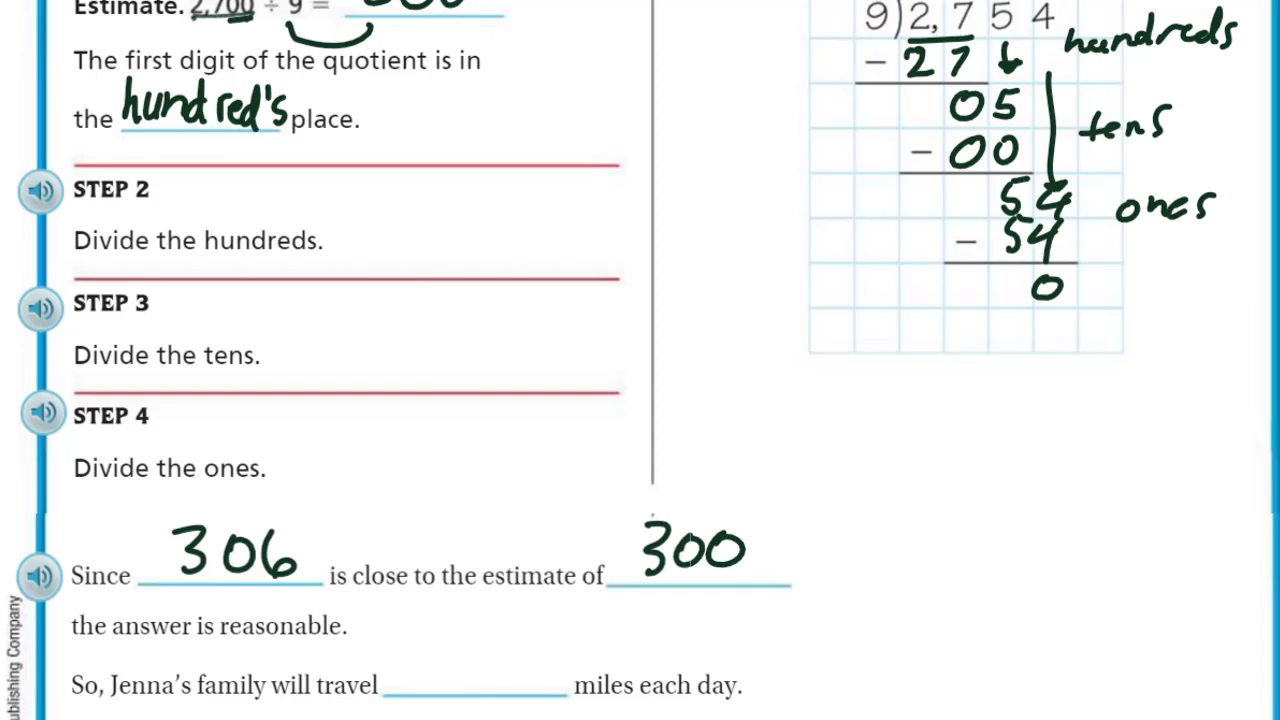 Estimate. 2,700 ÷ 9 = 300
The first digit of the quotient is in
the hundred's place.
STEP 2
Divide the hundreds.
STEP 3
Divide the tens.
STEP 4
Divide the ones.
9)2,754
- 27
hundreds
05
tens
- 00
54
ones
- 54
0
Since 306 is close to the estimate of 300
the answer is reasonable.
So, Jenna's family will travel ____ miles each day.
ublishing Company